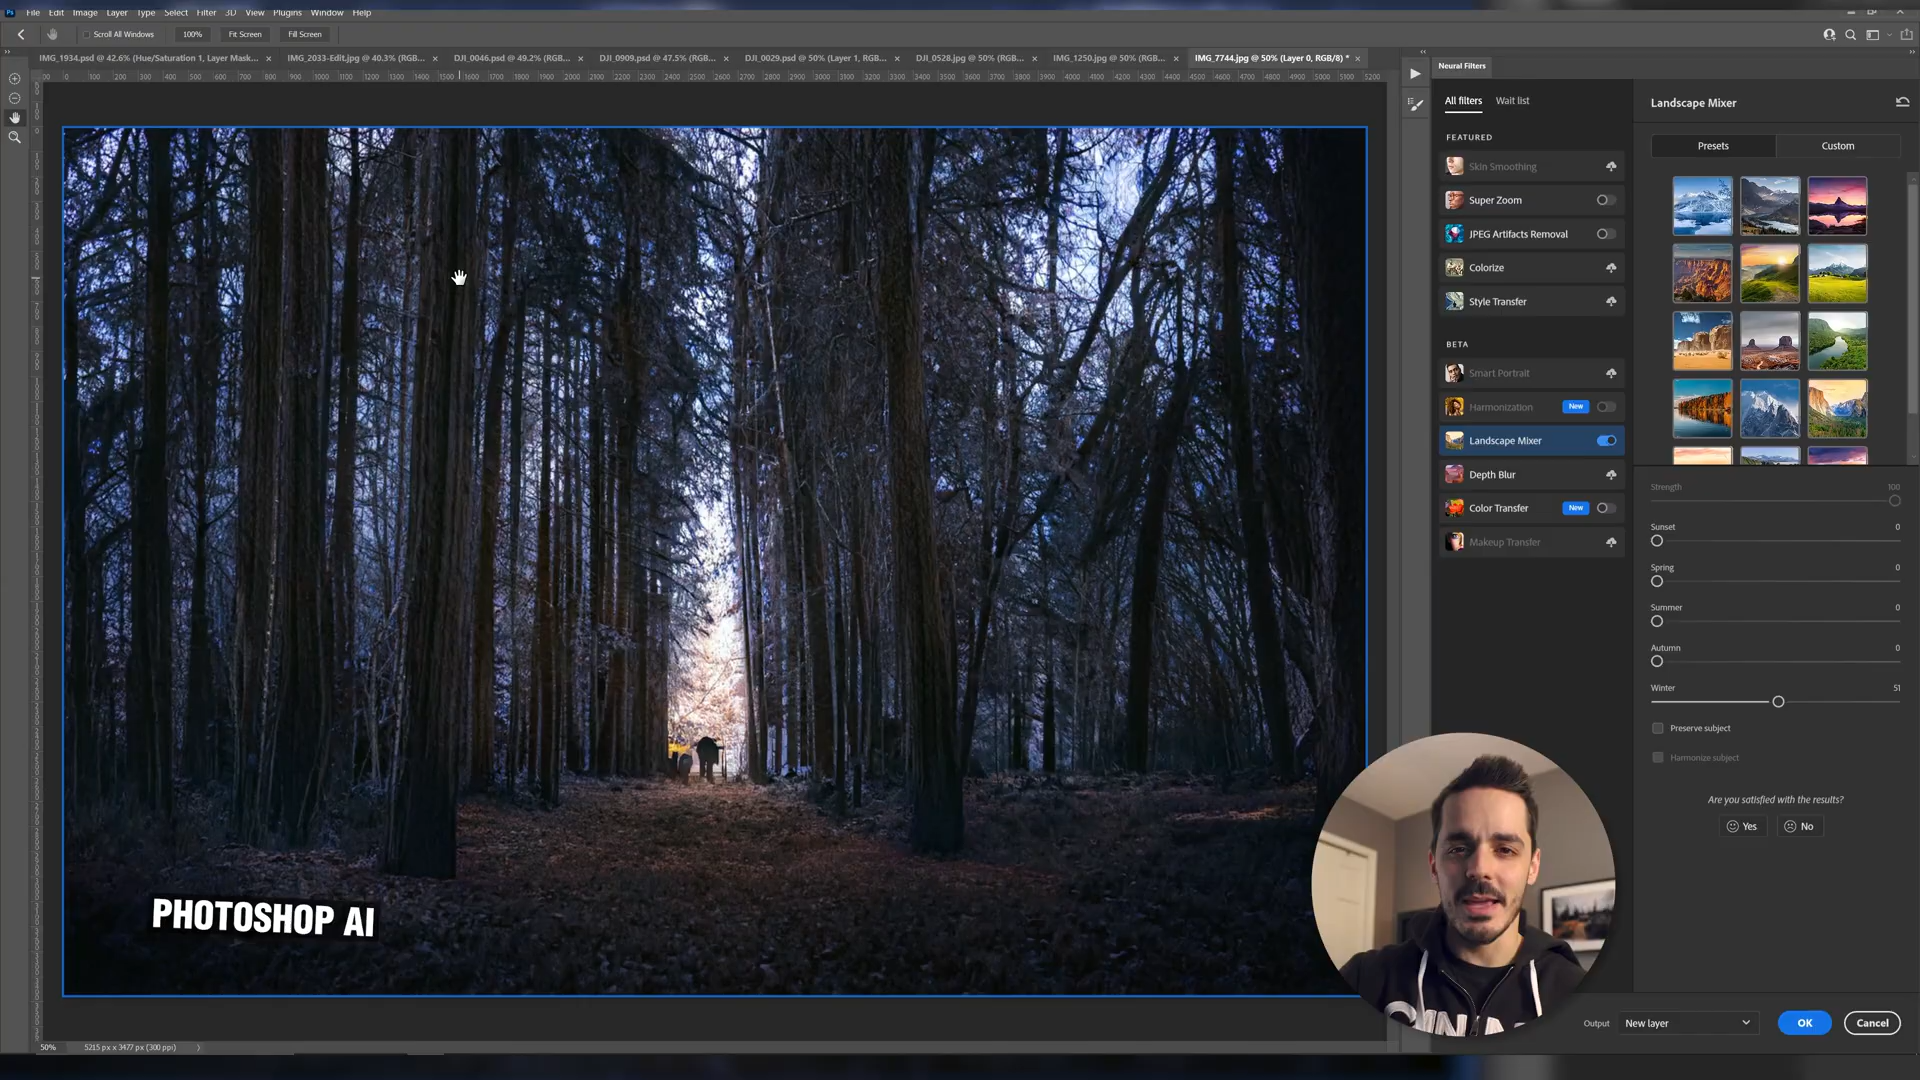 Ps File Edit Image Layer Type Select Filter 3D View Plugins Window Help
Scroll All Windows 100% Fit Screen Fill Screen
IMG_1934.psd @ 42.6% (Hue/Saturation 1, Layer Mask... × IMG_2033-Edit.jpg @ 40.3% (RGB... × DJI_0046.psd @ 49.2% (RGB... × DJI_0909.psd @ 47.5% (RGB... × DJI_0029.psd @ 50% (Layer 1, RGB... × DJI_0528.jpg @ 50% (RGB... × IMG_1250.jpg @ 50% (RGB... × IMG_7744.jpg @ 50% (Layer 0, RGB/8) * ×
Neural Filters
All filters Wait list
FEATURED
Skin Smoothing
Super Zoom
JPEG Artifacts Removal
Colorize
Style Transfer
BETA
Smart Portrait
Harmonization New
Landscape Mixer
Depth Blur
Color Transfer New
Makeup Transfer
Landscape Mixer
Presets Custom
Strength 100
Sunset 0
Spring 0
Summer 0
Autumn 0
Winter 51
Preserve subject
Harmonize subject
Are you satisfied with the results?
Yes No
PHOTOSHOP AI
Output New layer OK Cancel
50% 5215 px x 3477 px (300 ppi)